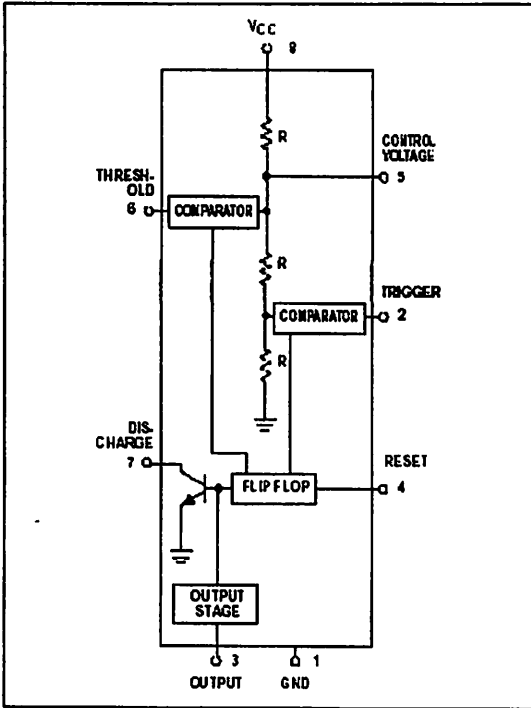 VCC
8
R
CONTROL
VOLTAGE
5
THRESH-
OLD
6
COMPARATOR
R
TRIGGER
COMPARATOR
2
R
DIS-
CHARGE
7
RESET
FLIP FLOP
4
OUTPUT
STAGE
3
1
OUTPUT
GND